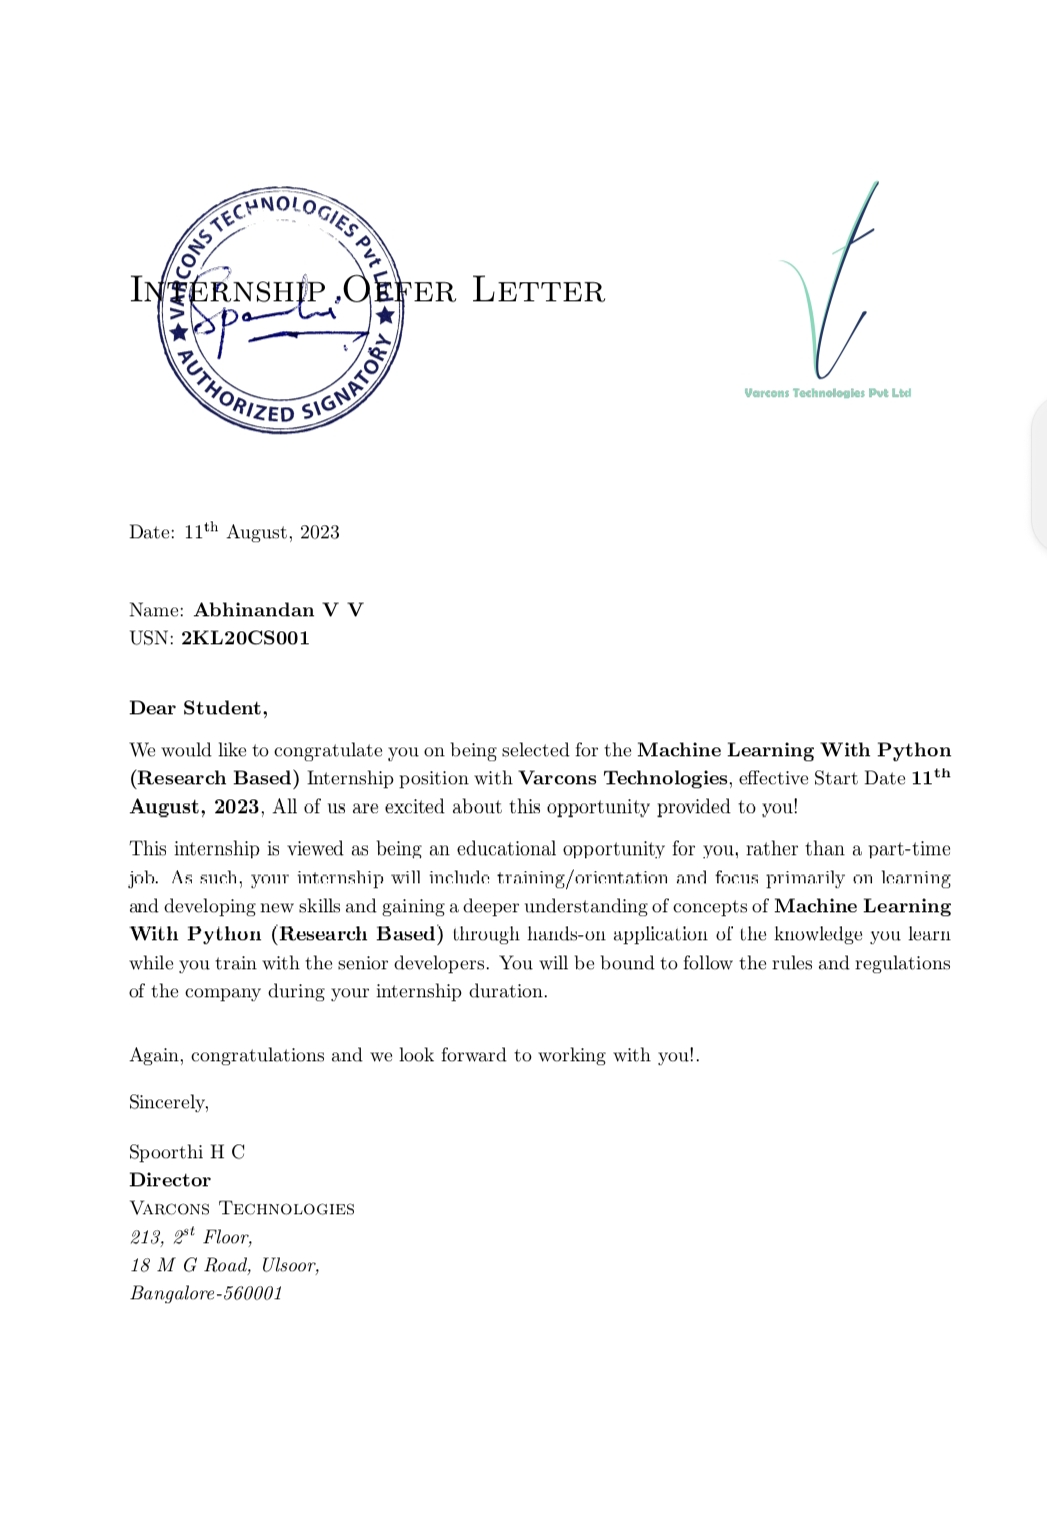 VARCONS TECHNOLOGIES Pvt Ltd
AUTHORIZED SIGNATORY
INTERNSHIP OFFER LETTER
Varcons Technologies Pvt Ltd
Date: 11th August, 2023
Name: Abhinandan V V
USN: 2KL20CS001
Dear Student,
We would like to congratulate you on being selected for the Machine Learning With Python
(Research Based) Internship position with Varcons Technologies, effective Start Date 11th
August, 2023, All of us are excited about this opportunity provided to you!
This internship is viewed as being an educational opportunity for you, rather than a part-time
job. As such, your internship will include training/orientation and focus primarily on learning
and developing new skills and gaining a deeper understanding of concepts of Machine Learning
With Python (Research Based) through hands-on application of the knowledge you learn
while you train with the senior developers. You will be bound to follow the rules and regulations
of the company during your internship duration.
Again, congratulations and we look forward to working with you!.
Sincerely,
Spoorthi H C
Director
VARCONS TECHNOLOGIES
213, 2st Floor,
18 M G Road, Ulsoor,
Bangalore-560001